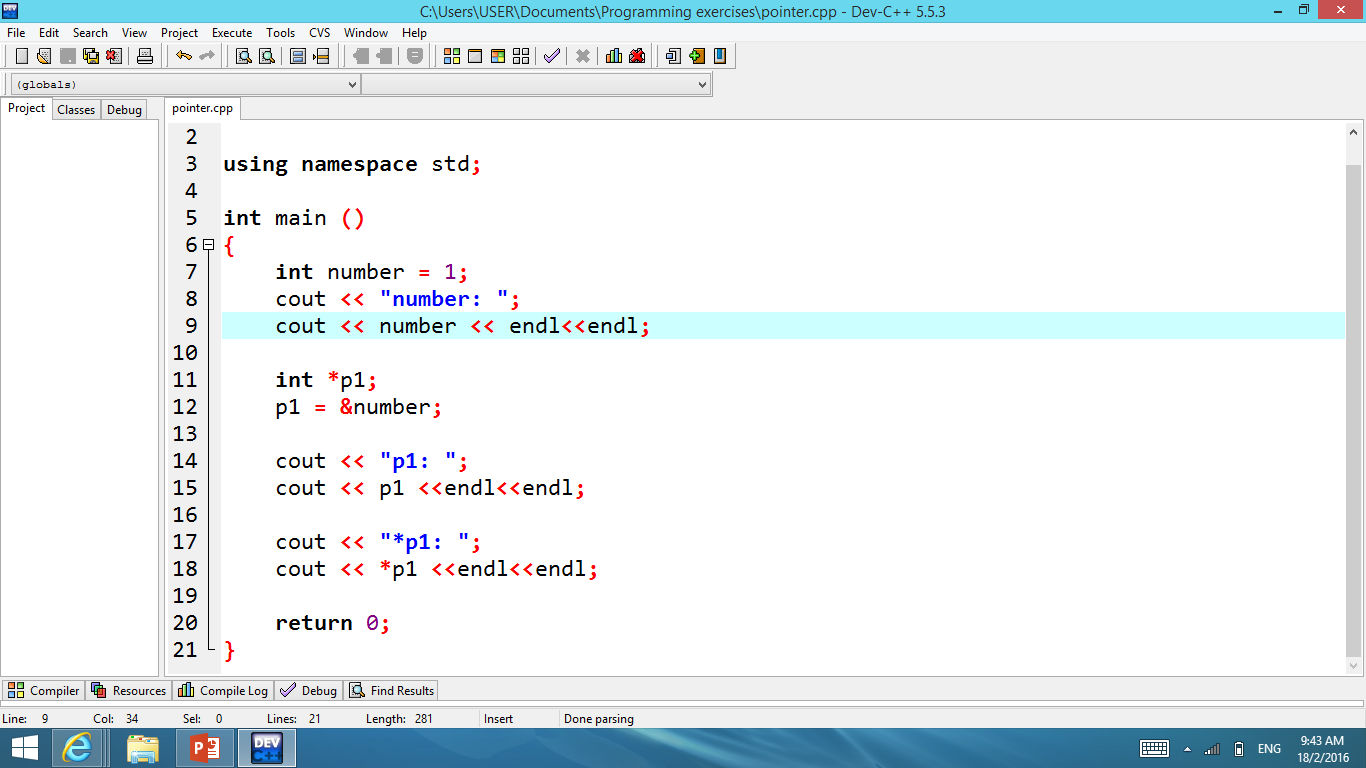 C:\Users\USER\Documents\Programming exercises\pointer.cpp - Dev-C++ 5.5.3
File Edit Search View Project Execute Tools CVS Window Help
(globals)
Project Classes Debug
pointer.cpp
2
3 using namespace std;
4
5 int main ()
6 {
7 int number = 1;
8 cout << "number: ";
9 cout << number << endl<<endl;
10
11 int *p1;
12 p1 = &number;
13
14 cout << "p1: ";
15 cout << p1 <<endl<<endl;
16
17 cout << "*p1: ";
18 cout << *p1 <<endl<<endl;
19
20 return 0;
21 }
Compiler Resources Compile Log Debug Find Results
Line: 9 Col: 34 Sel: 0 Lines: 21 Length: 281 Insert Done parsing
DEV C++
ENG
9:43 AM
18/2/2016